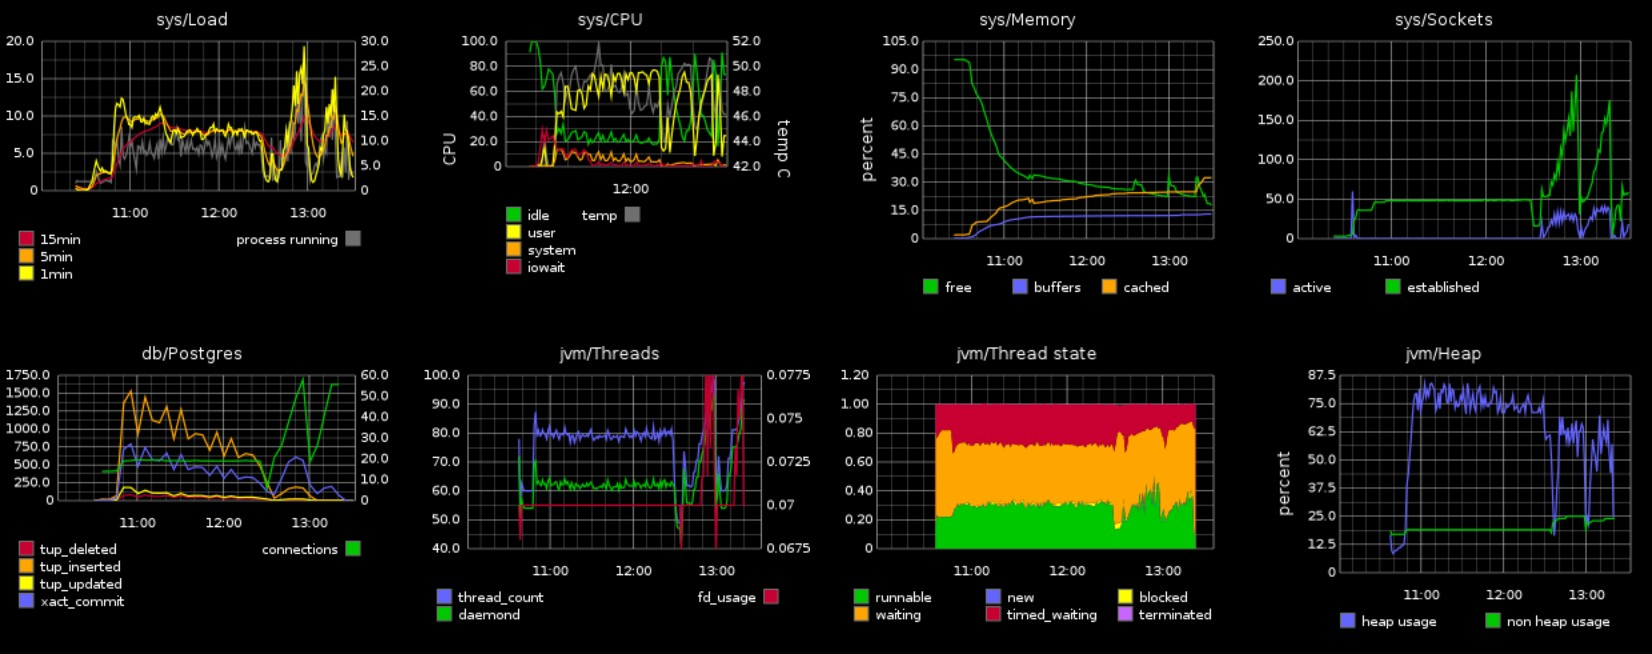 sys/Load
20.0
15.0
10.0
5.0
0
30.0
25.0
20.0
15.0
10.0
5.0
0
11:00 12:00 13:00
15min
5min
1min
process running
sys/CPU
100.0
80.0
60.0
40.0
20.0
0
CPU
52.0
50.0
48.0
46.0
44.0
42.0
temp C
12:00
idle
user
system
iowait
temp
sys/Memory
105.0
90.0
75.0
60.0
45.0
30.0
15.0
0
percent
11:00 12:00 13:00
free buffers cached
sys/Sockets
250.0
200.0
150.0
100.0
50.0
0
11:00 12:00 13:00
active established
db/Postgres
1750.0
1500.0
1250.0
1000.0
750.0
500.0
250.0
0
60.0
50.0
40.0
30.0
20.0
10.0
0
11:00 12:00 13:00
tup_deleted
tup_inserted
tup_updated
xact_commit
connections
jvm/Threads
100.0
90.0
80.0
70.0
60.0
50.0
40.0
0.0775
0.075
0.0725
0.07
0.0675
11:00 12:00 13:00
thread_count
daemond
fd_usage
jvm/Thread state
1.20
1.00
0.80
0.60
0.40
0.20
0
11:00 12:00 13:00
runnable new blocked
waiting timed_waiting terminated
jvm/Heap
87.5
75.0
62.5
50.0
37.5
25.0
12.5
0
percent
11:00 12:00 13:00
heap usage non heap usage